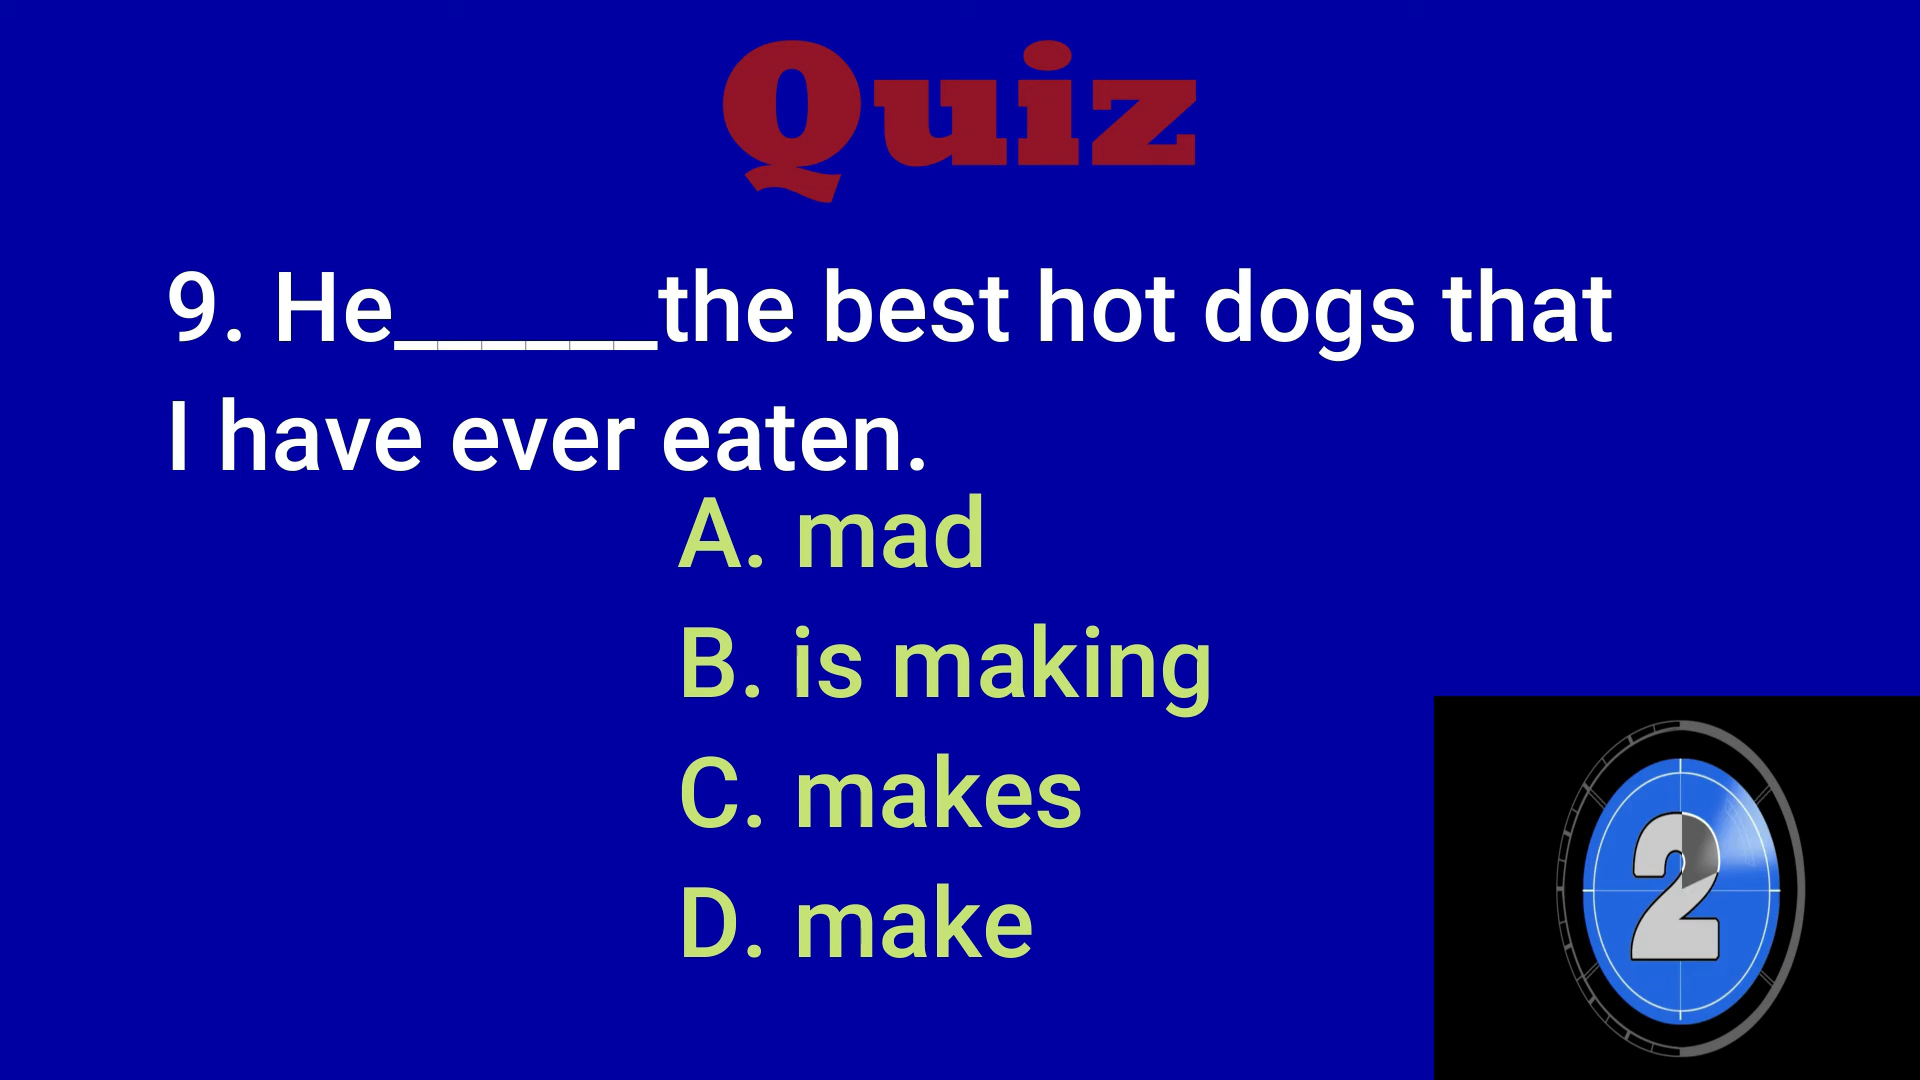 Quiz
9. He______the best hot dogs that
I have ever eaten.
A. mad
B. is making
C. makes
D. make
2